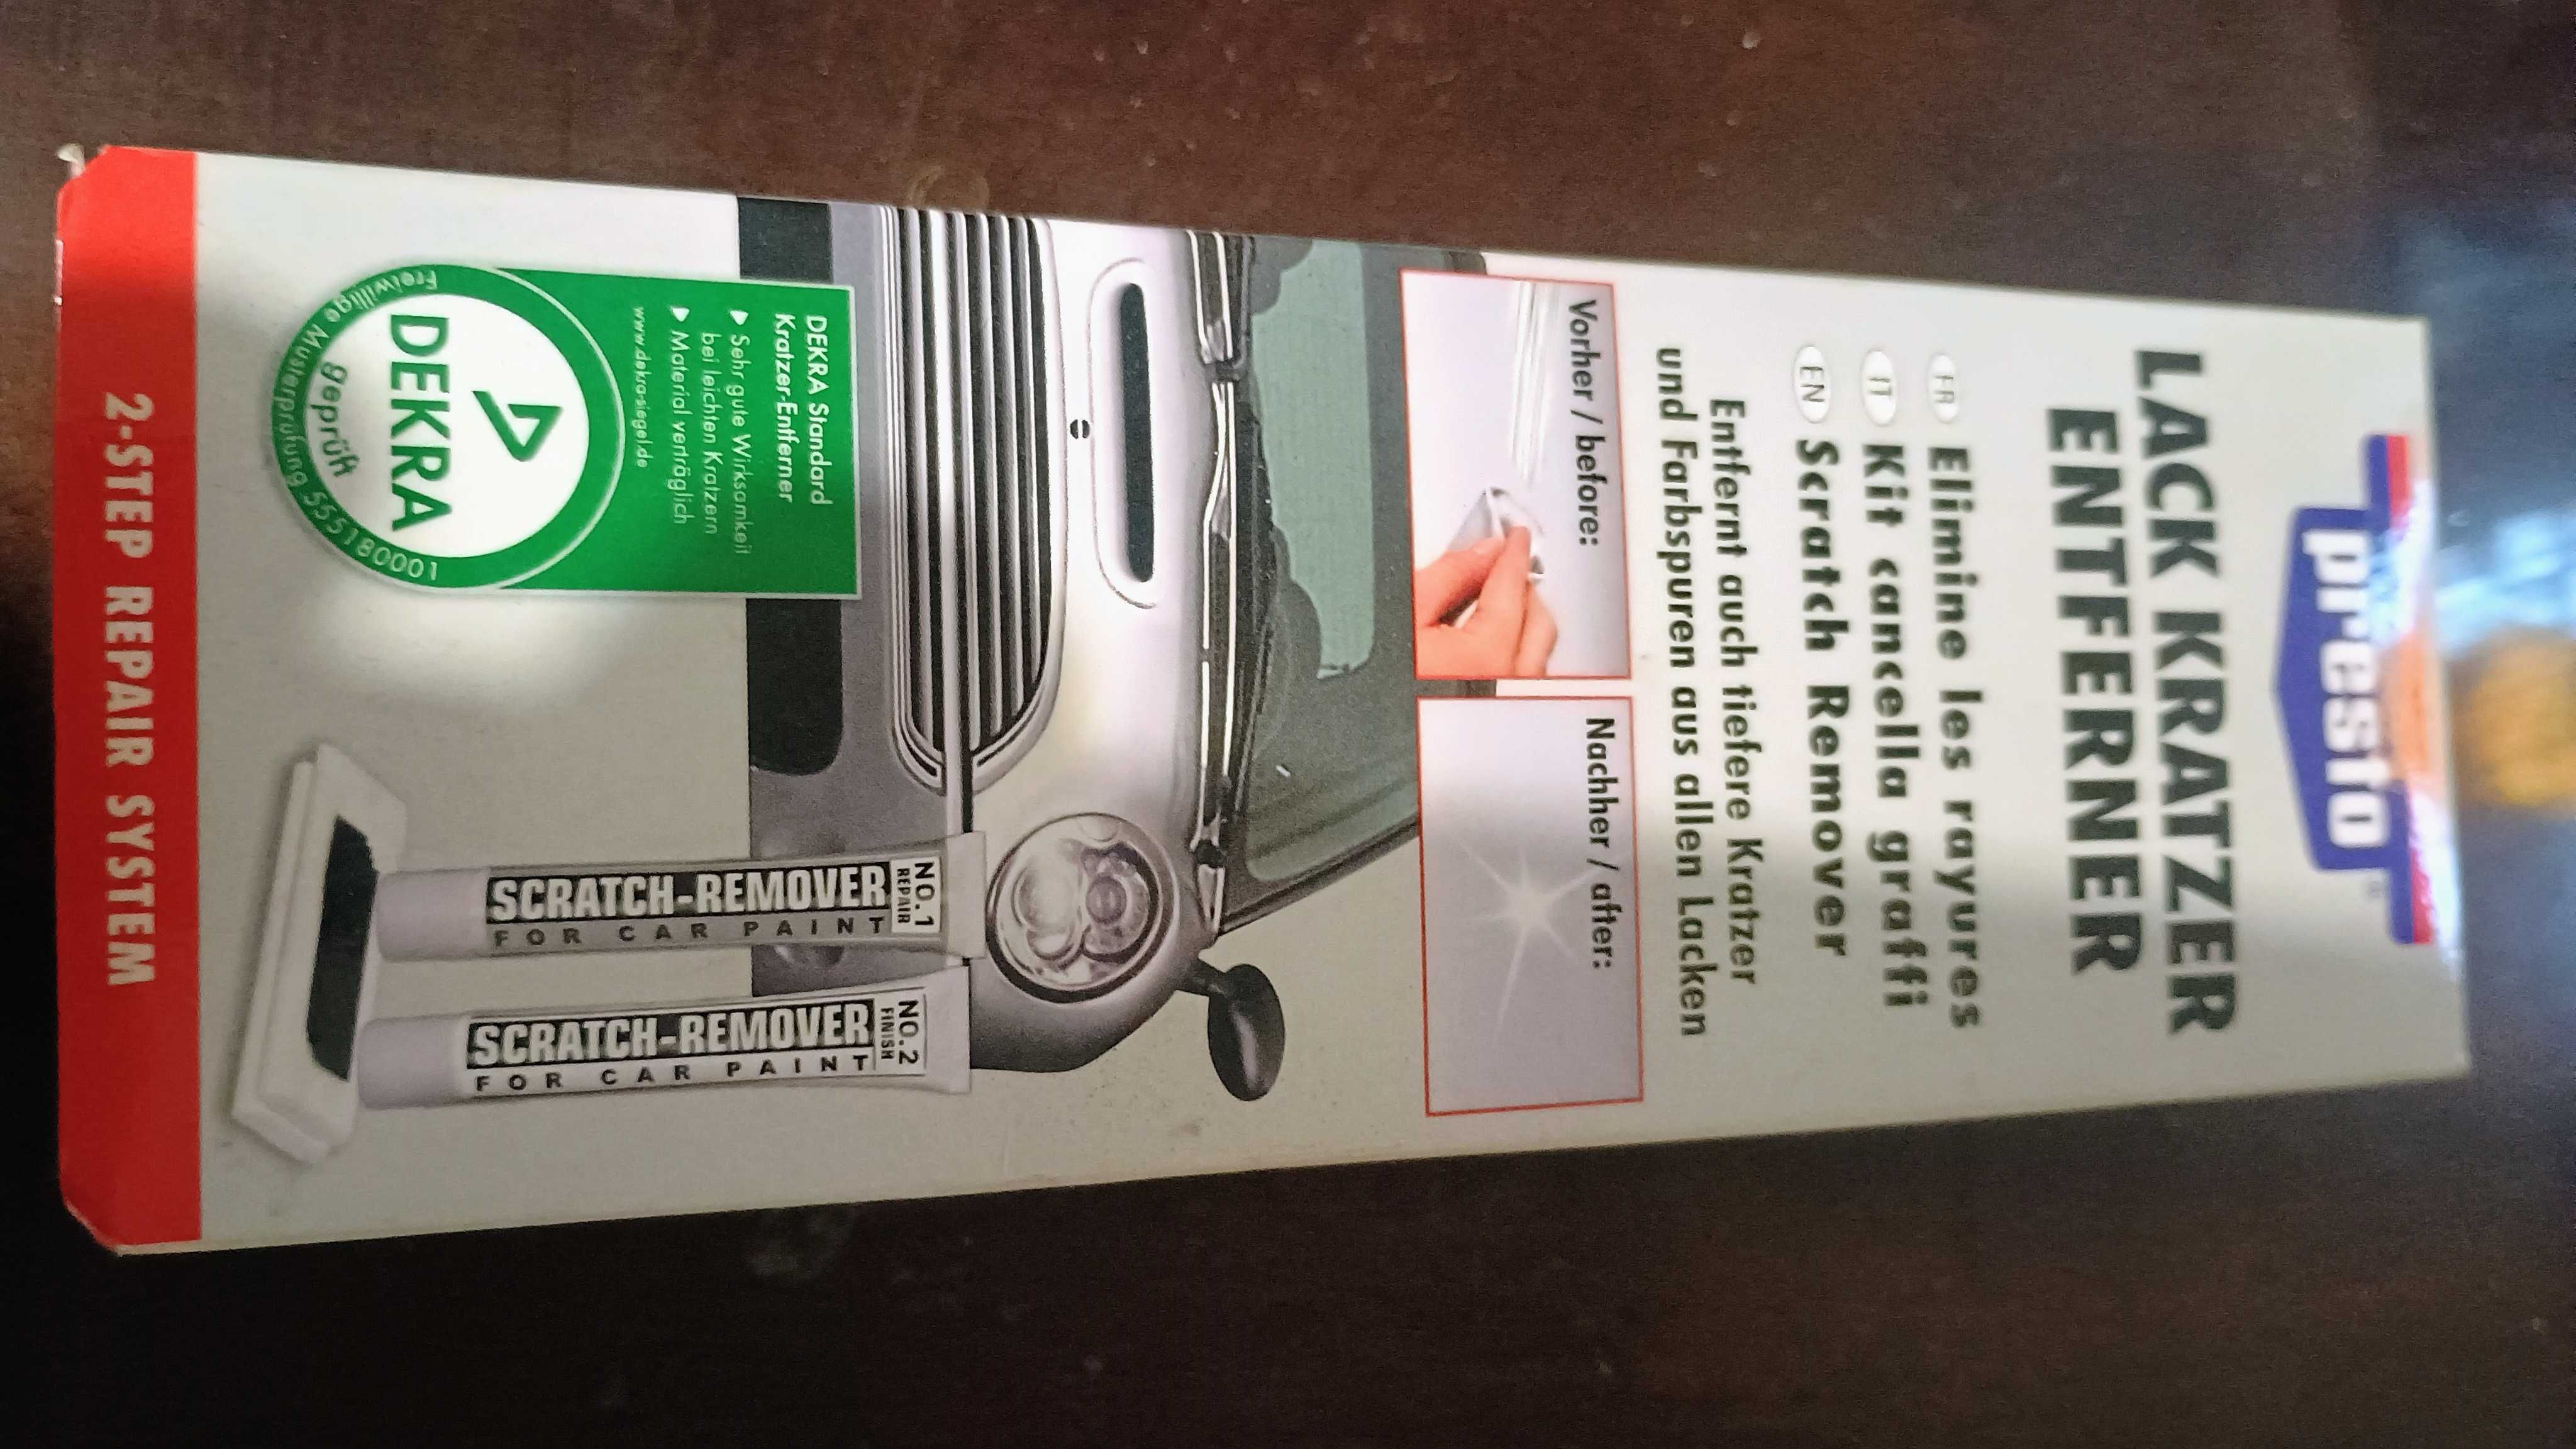 presto
LACK KRATZER
ENTFERNER
FR Elimine les rayures
IT Kit cancella graffi
EN Scratch Remover
Entfernt auch tiefere Kratzer
und Farbspuren aus allen Lacken
Vorher / before:
Nachher / after:
DEKRA Standard
Kratzer-Entferner
▶ Sehr gute Wirksamkeit
bei leichten Kratzern
▶ Material verträglich
www.dekra-siegel.de
DEKRA
geprüft
Freiwillige Musterprüfung 555180001
NO.1
REPAIR
SCRATCH-REMOVER
FOR CAR PAINT
NO.2
FINISH
SCRATCH-REMOVER
FOR CAR PAINT
2-STEP REPAIR SYSTEM